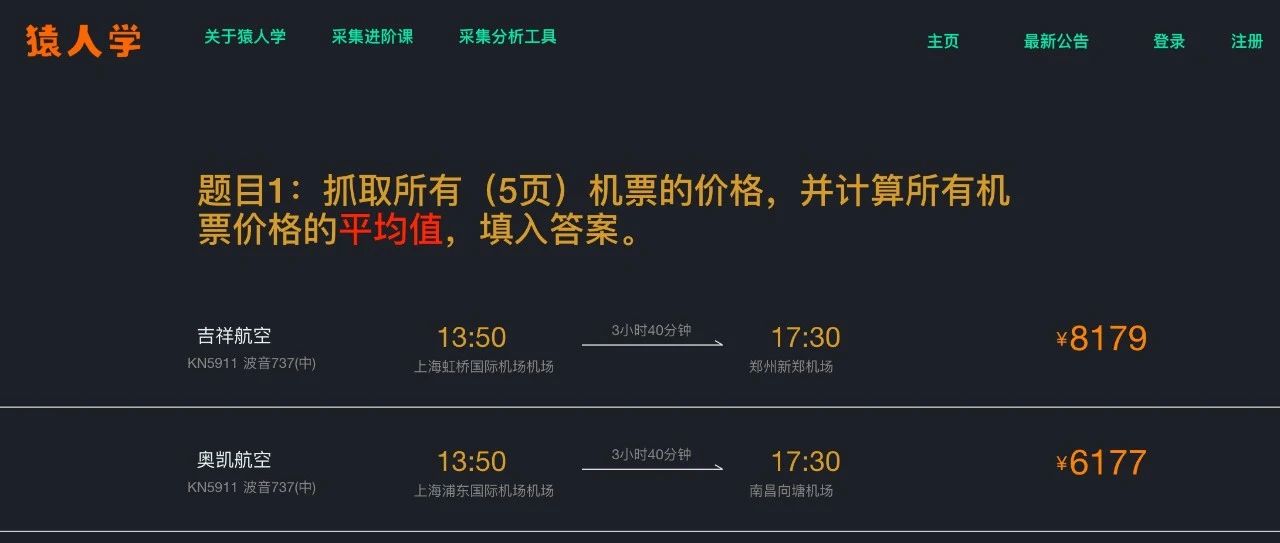 猿人学 关于猿人学 采集进阶课 采集分析工具 主页 最新公告 登录 注册
题目1：抓取所有（5页）机票的价格，并计算所有机
票价格的平均值，填入答案。
吉祥航空 13:50 3小时40分钟 17:30 ¥8179
KN5911 波音737(中) 上海虹桥国际机场机场 郑州新郑机场
奥凯航空 13:50 3小时40分钟 17:30 ¥6177
KN5911 波音737(中) 上海浦东国际机场机场 南昌向塘机场